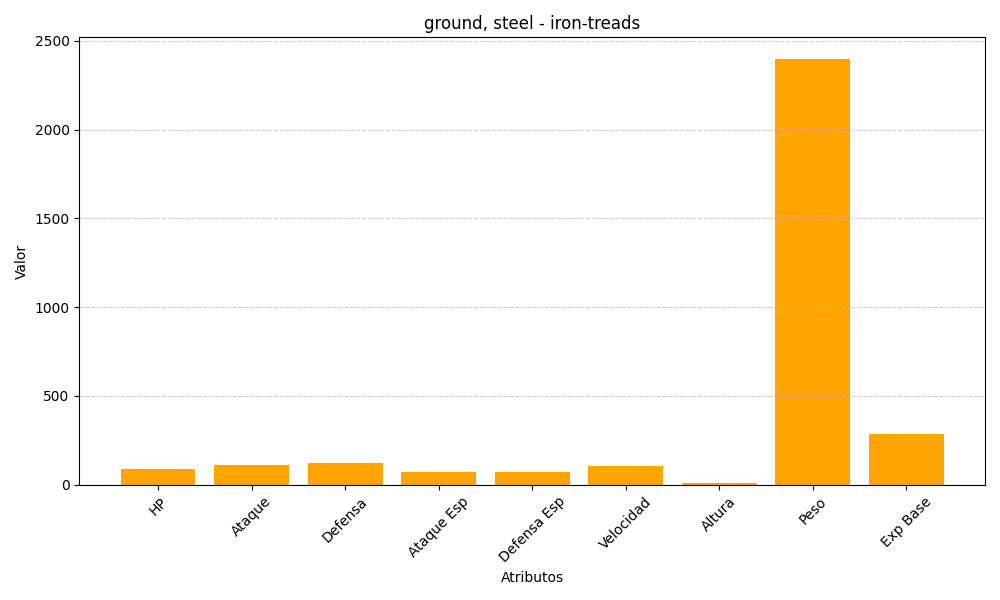 ground, steel - iron-treads
Valor
2500
2000
1500
1000
500
0
HP
Ataque
Defensa
Ataque Esp
Defensa Esp
Velocidad
Altura
Peso
Exp Base
Atributos